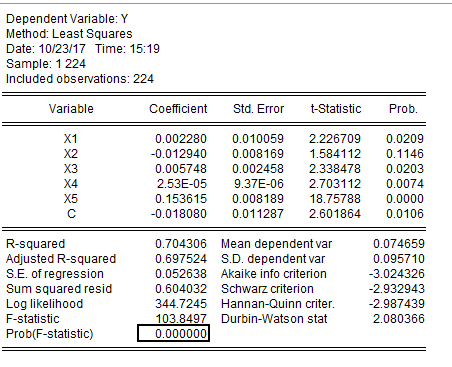 Dependent Variable: Y
Method: Least Squares
Date: 10/23/17 Time: 15:19
Sample: 1 224
Included observations: 224
Variable Coefficient Std. Error t-Statistic Prob.
X1 0.002280 0.010059 2.226709 0.0209
X2 -0.012940 0.008169 1.584112 0.1146
X3 0.005748 0.002458 2.338478 0.0203
X4 2.53E-05 9.37E-06 2.703112 0.0074
X5 0.153615 0.008189 18.75788 0.0000
C -0.018080 0.011287 2.601864 0.0106
R-squared 0.704306 Mean dependent var 0.074659
Adjusted R-squared 0.697524 S.D. dependent var 0.095710
S.E. of regression 0.052638 Akaike info criterion -3.024326
Sum squared resid 0.604032 Schwarz criterion -2.932943
Log likelihood 344.7245 Hannan-Quinn criter. -2.987439
F-statistic 103.8497 Durbin-Watson stat 2.080366
Prob(F-statistic) 0.000000